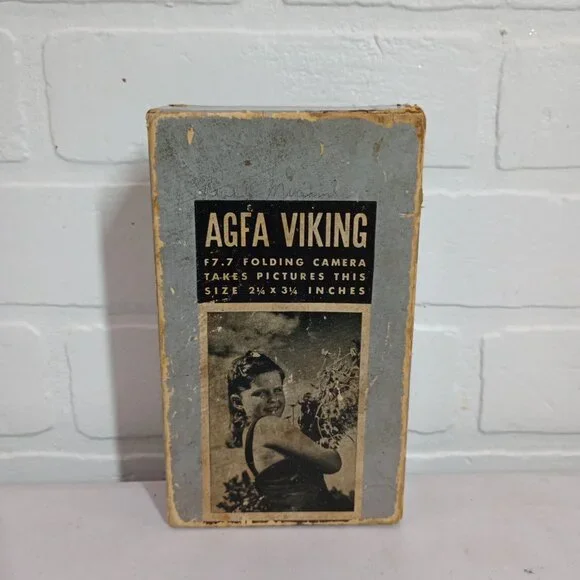 AGFA VIKING
F7.7 FOLDING CAMERA
TAKES PICTURES THIS
SIZE 2¼ x 3¼ INCHES